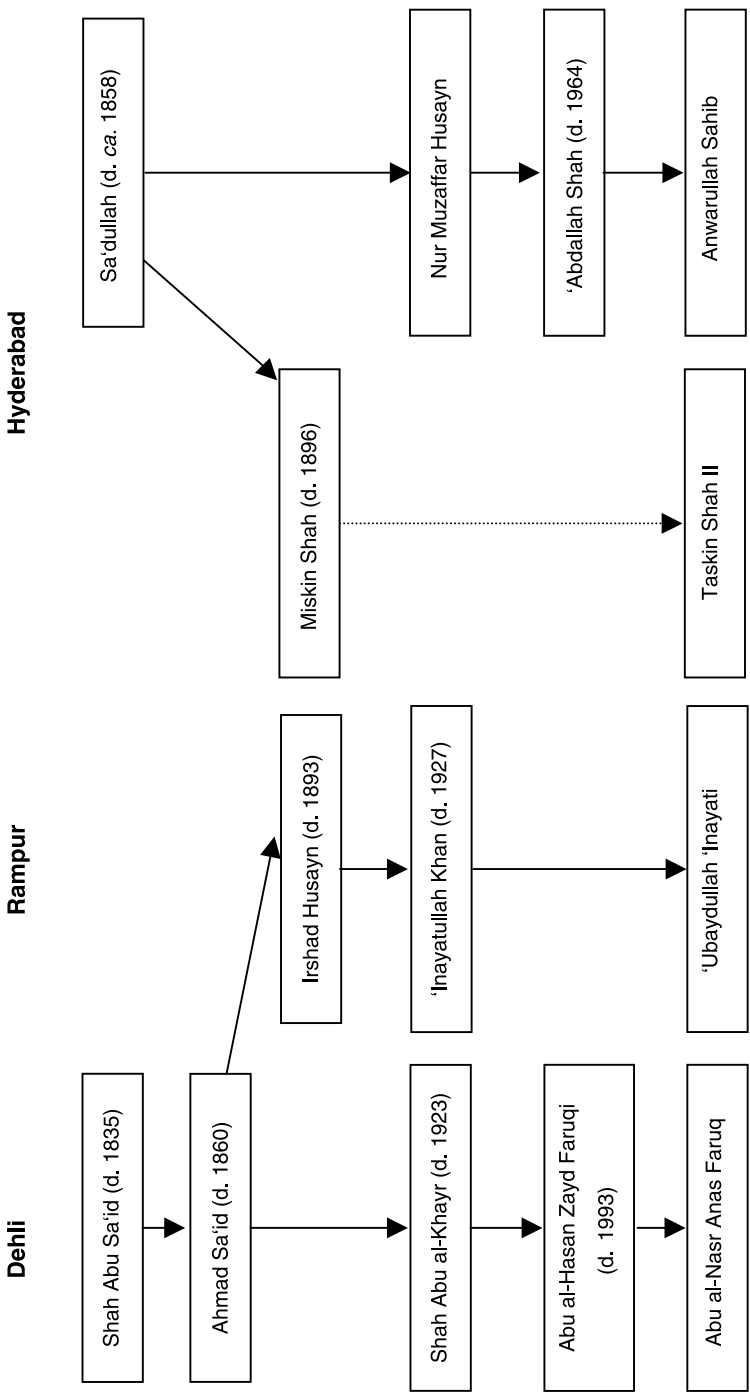 Dehli
Rampur
Hyderabad
Shah Abu Sa‘id (d. 1835)
Sa‘dullah (d. ca. 1858)
Ahmad Sa‘id (d. 1860)
Irshad Husayn (d. 1893)
Miskin Shah (d. 1896)
Shah Abu al-Khayr (d. 1923)
‘Inayatullah Khan (d. 1927)
Nur Muzaffar Husayn
Abu al-Hasan Zayd Faruqi
(d. 1993)
‘Abdallah Shah (d. 1964)
Abu al-Nasr Anas Faruq
‘Ubaydullah ‘Inayati
Taskin Shah II
Anwarullah Sahib